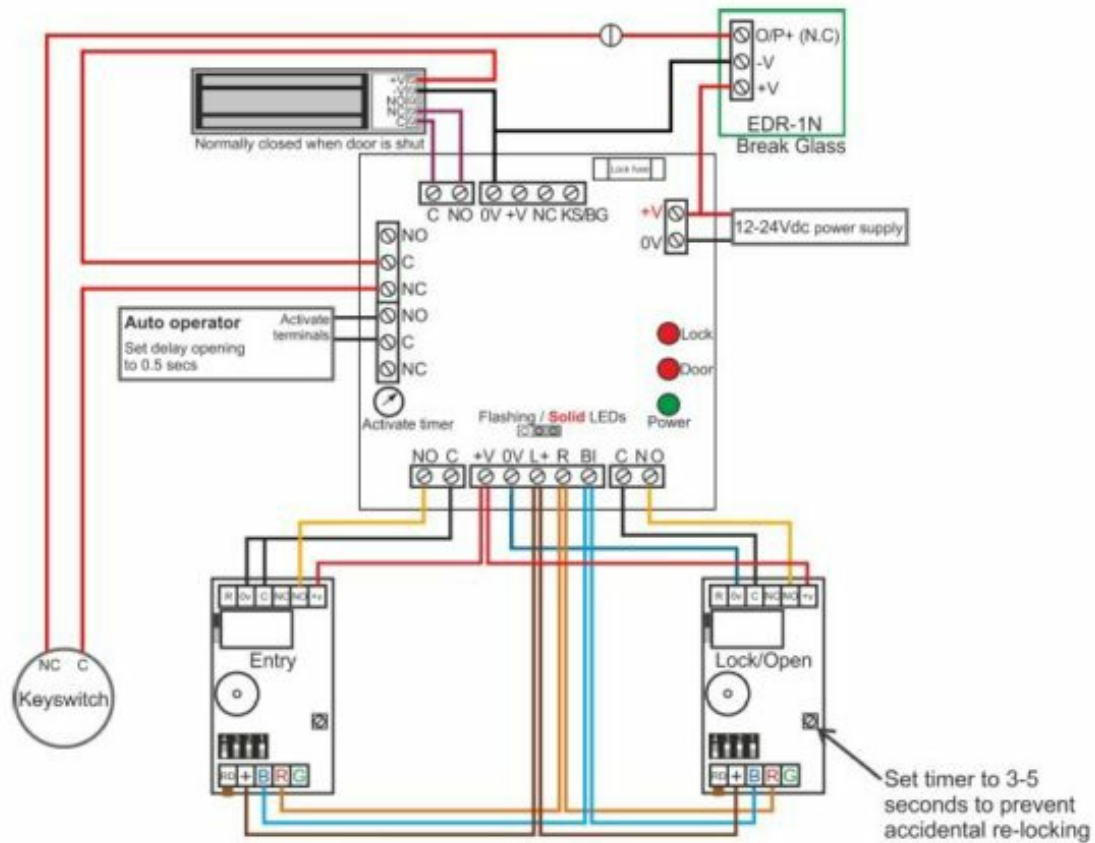 O/P+ (N.C)
-V
+V
EDR-1N
Break Glass
+V
-V
NO
NC
C
Normally closed when door is shut
Lock fuse
C NO 0V +V NC KS/BG
+V
0V
12-24Vdc power supply
NO
C
NC
NO
C
NC
Auto operator
Set delay opening
to 0.5 secs
Activate
terminals
Activate timer
Lock
Door
Power
Flashing / Solid LEDs
NO C +V 0V L+ R Bl C NO
R 0v C NC NO +v
Entry
RD + B R G
R 0v C NC NO +v
Lock/Open
RD + B R G
NC C
Keyswitch
Set timer to 3-5
seconds to prevent
accidental re-locking